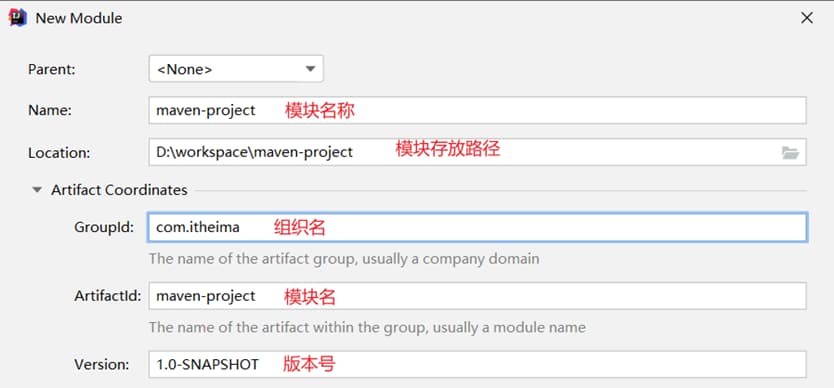 New Module
Parent: <None>
Name: maven-project 模块名称
Location: D:\workspace\maven-project 模块存放路径
Artifact Coordinates
GroupId: com.itheima 组织名
The name of the artifact group, usually a company domain
ArtifactId: maven-project 模块名
The name of the artifact within the group, usually a module name
Version: 1.0-SNAPSHOT 版本号